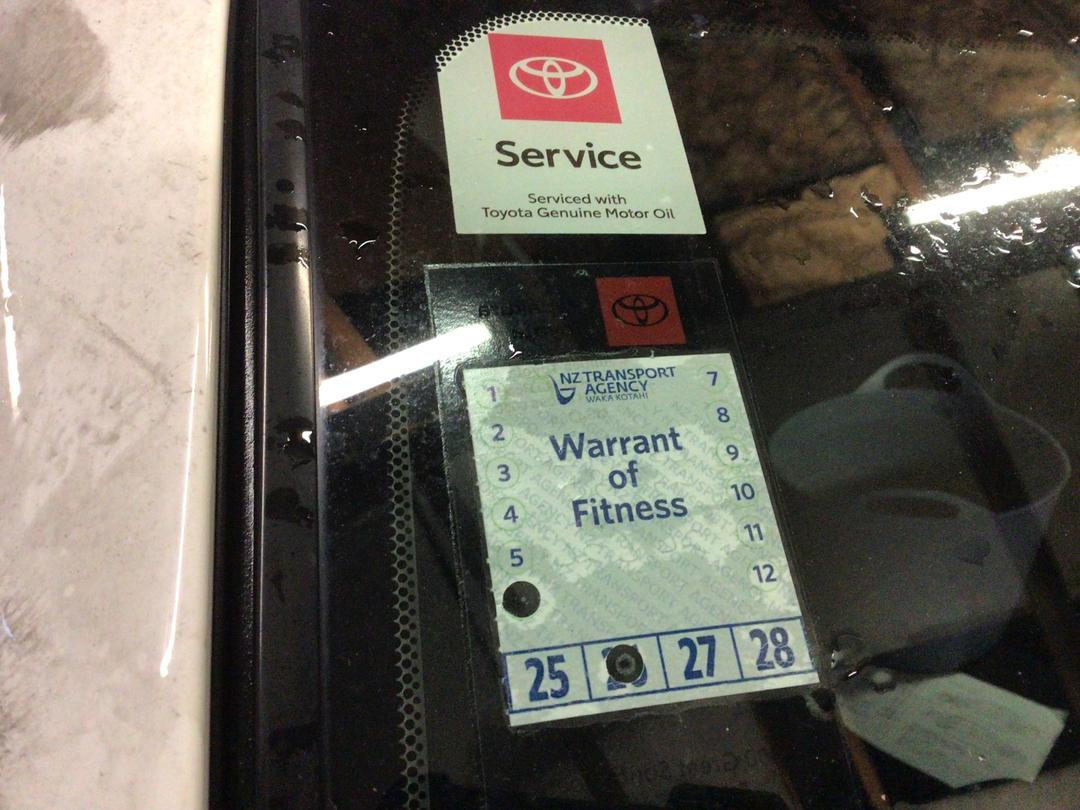 Service
Serviced with
Toyota Genuine Motor Oil
NZ TRANSPORT
AGENCY
WAKA KOTAHI
Warrant
of
Fitness
1
2
3
4
5
7
8
9
10
11
12
25 27 28